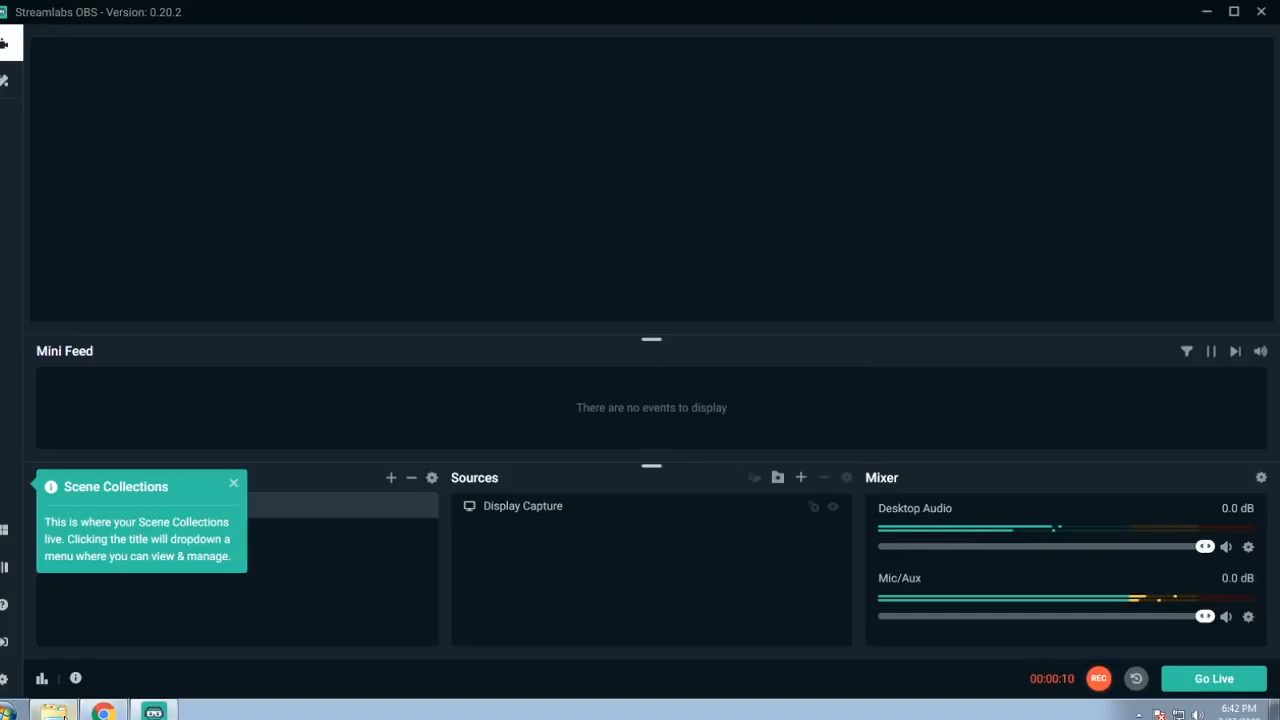 Streamlabs OBS - Version: 0.20.2
Mini Feed
There are no events to display
Scene Collections
This is where your Scene Collections
live. Clicking the title will dropdown a
menu where you can view & manage.
Sources
Display Capture
Mixer
Desktop Audio 0.0 dB
Mic/Aux 0.0 dB
00:00:10
REC
Go Live
6:42 PM